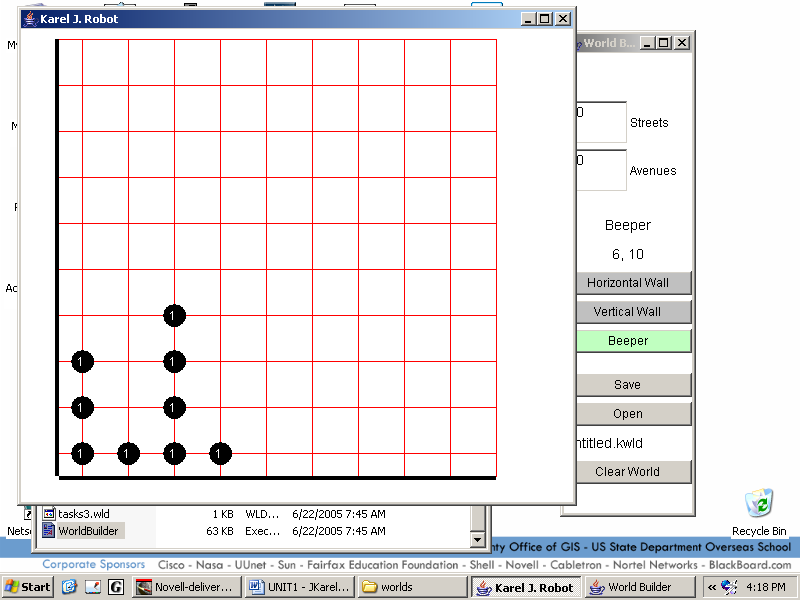 Karel J. Robot
World B...
My
M
F
Ac
0
Streets
0
Avenues
Beeper
6, 10
Horizontal Wall
Vertical Wall
Beeper
Save
Open
ntitled.kwld
Clear World
1
1 1
1 1
1 1 1 1
Netsc
tasks3.wld 1 KB WLD... 6/22/2005 7:45 AM
WorldBuilder 63 KB Exec... 6/22/2005 7:45 AM
Recycle Bin
nty Office of GIS - US State Department Overseas School
Corporate Sponsors Cisco - Nasa - UUnet - Sun - Fairfax Education Foundation - Shell - Novell - Cabletron - Nortel Networks - BlackBoard.com
Start G Novell-deliver... UNIT1 - JKarel... worlds Karel J. Robot World Builder « 4:18 PM